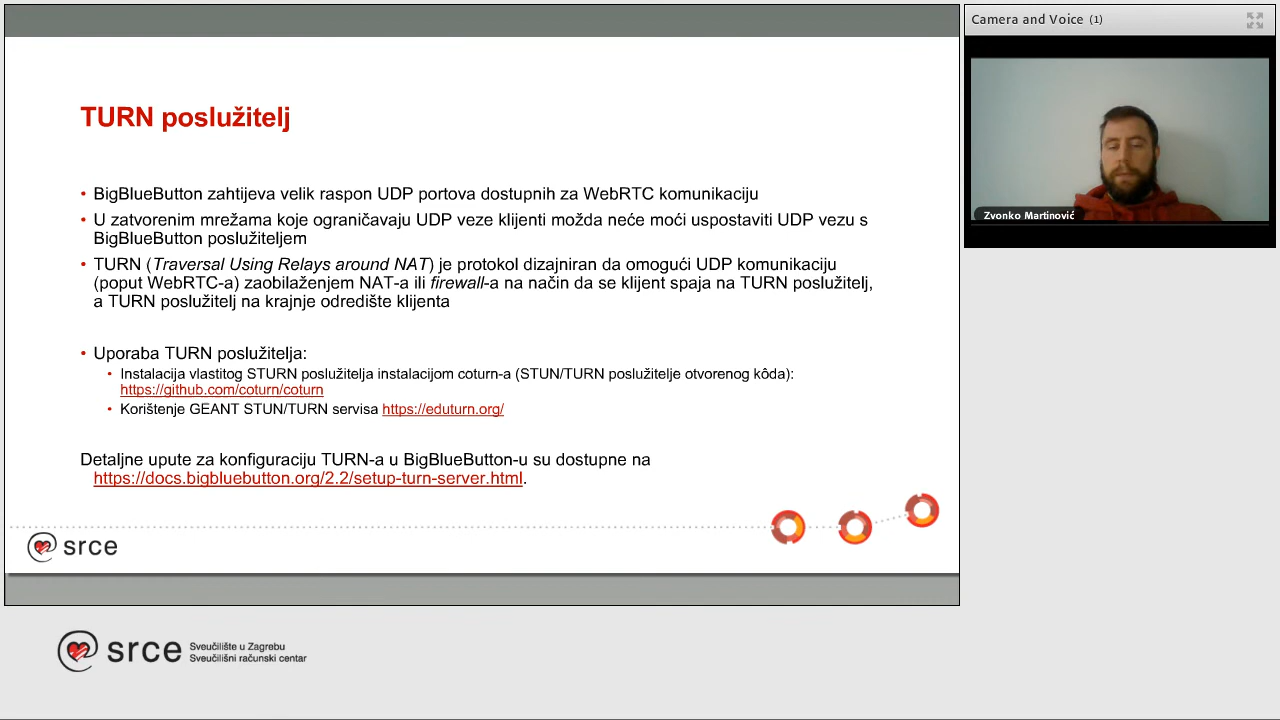 Camera and Voice (1)
TURN poslužitelj
• BigBlueButton zahtijeva velik raspon UDP portova dostupnih za WebRTC komunikaciju
• U zatvorenim mrežama koje ograničavaju UDP veze klijenti možda neće moći uspostaviti UDP vezu s
BigBlueButton poslužiteljem
• TURN (Traversal Using Relays around NAT) je protokol dizajniran da omogući UDP komunikaciju
(poput WebRTC-a) zaobilaženjem NAT-a ili firewall-a na način da se klijent spaja na TURN poslužitelj,
a TURN poslužitelj na krajnje odredište klijenta
• Uporaba TURN poslužitelja:
• Instalacija vlastitog STURN poslužitelja instalacijom coturn-a (STUN/TURN poslužitelje otvorenog kôda):
https://github.com/coturn/coturn
• Korištenje GEANT STUN/TURN servisa https://eduturn.org/
Detaljne upute za konfiguraciju TURN-a u BigBlueButton-u su dostupne na
https://docs.bigbluebutton.org/2.2/setup-turn-server.html.
srce
Zvonko Martinović
srce
Sveučilište u Zagrebu
Sveučilišni računski centar